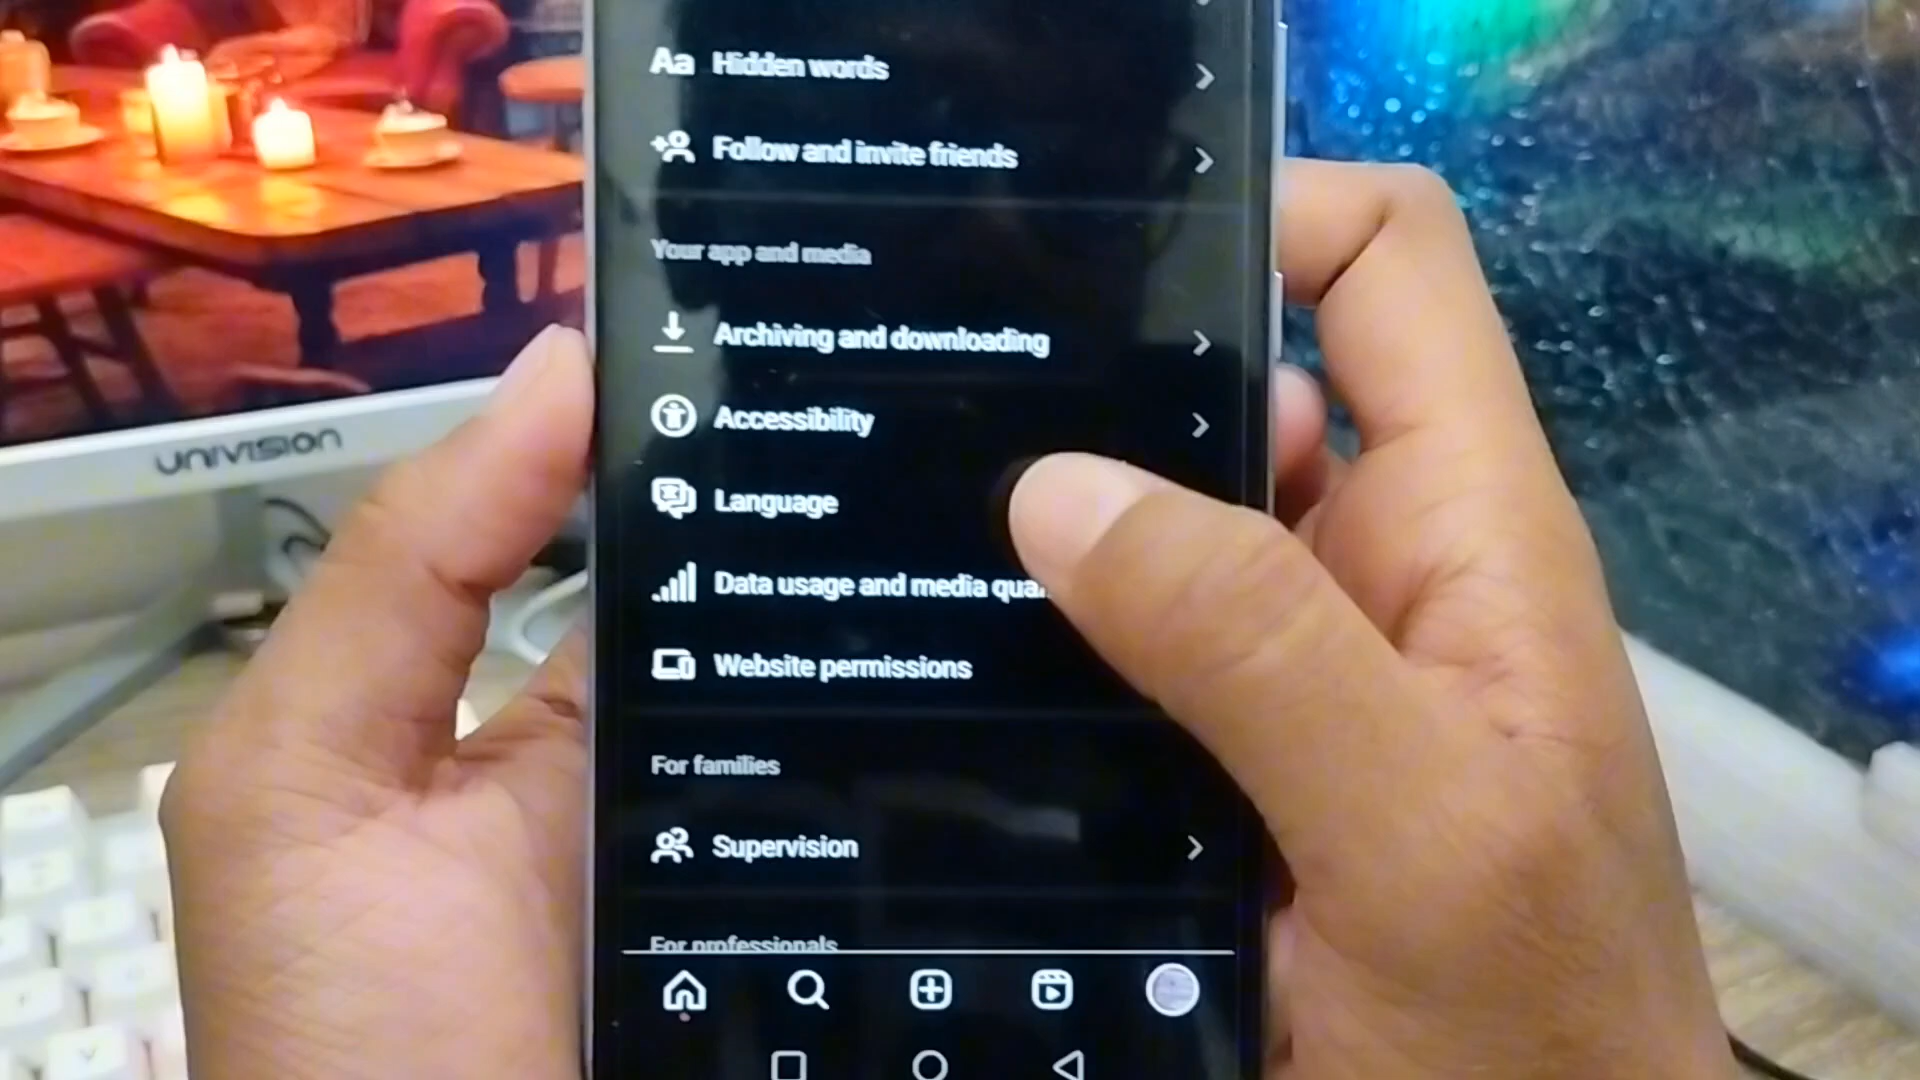 Aa Hidden words
Follow and invite friends
Your app and media
Archiving and downloading
Accessibility
UNIVISION
Language
Data usage and media qua
Website permissions
For families
Supervision
For professionals